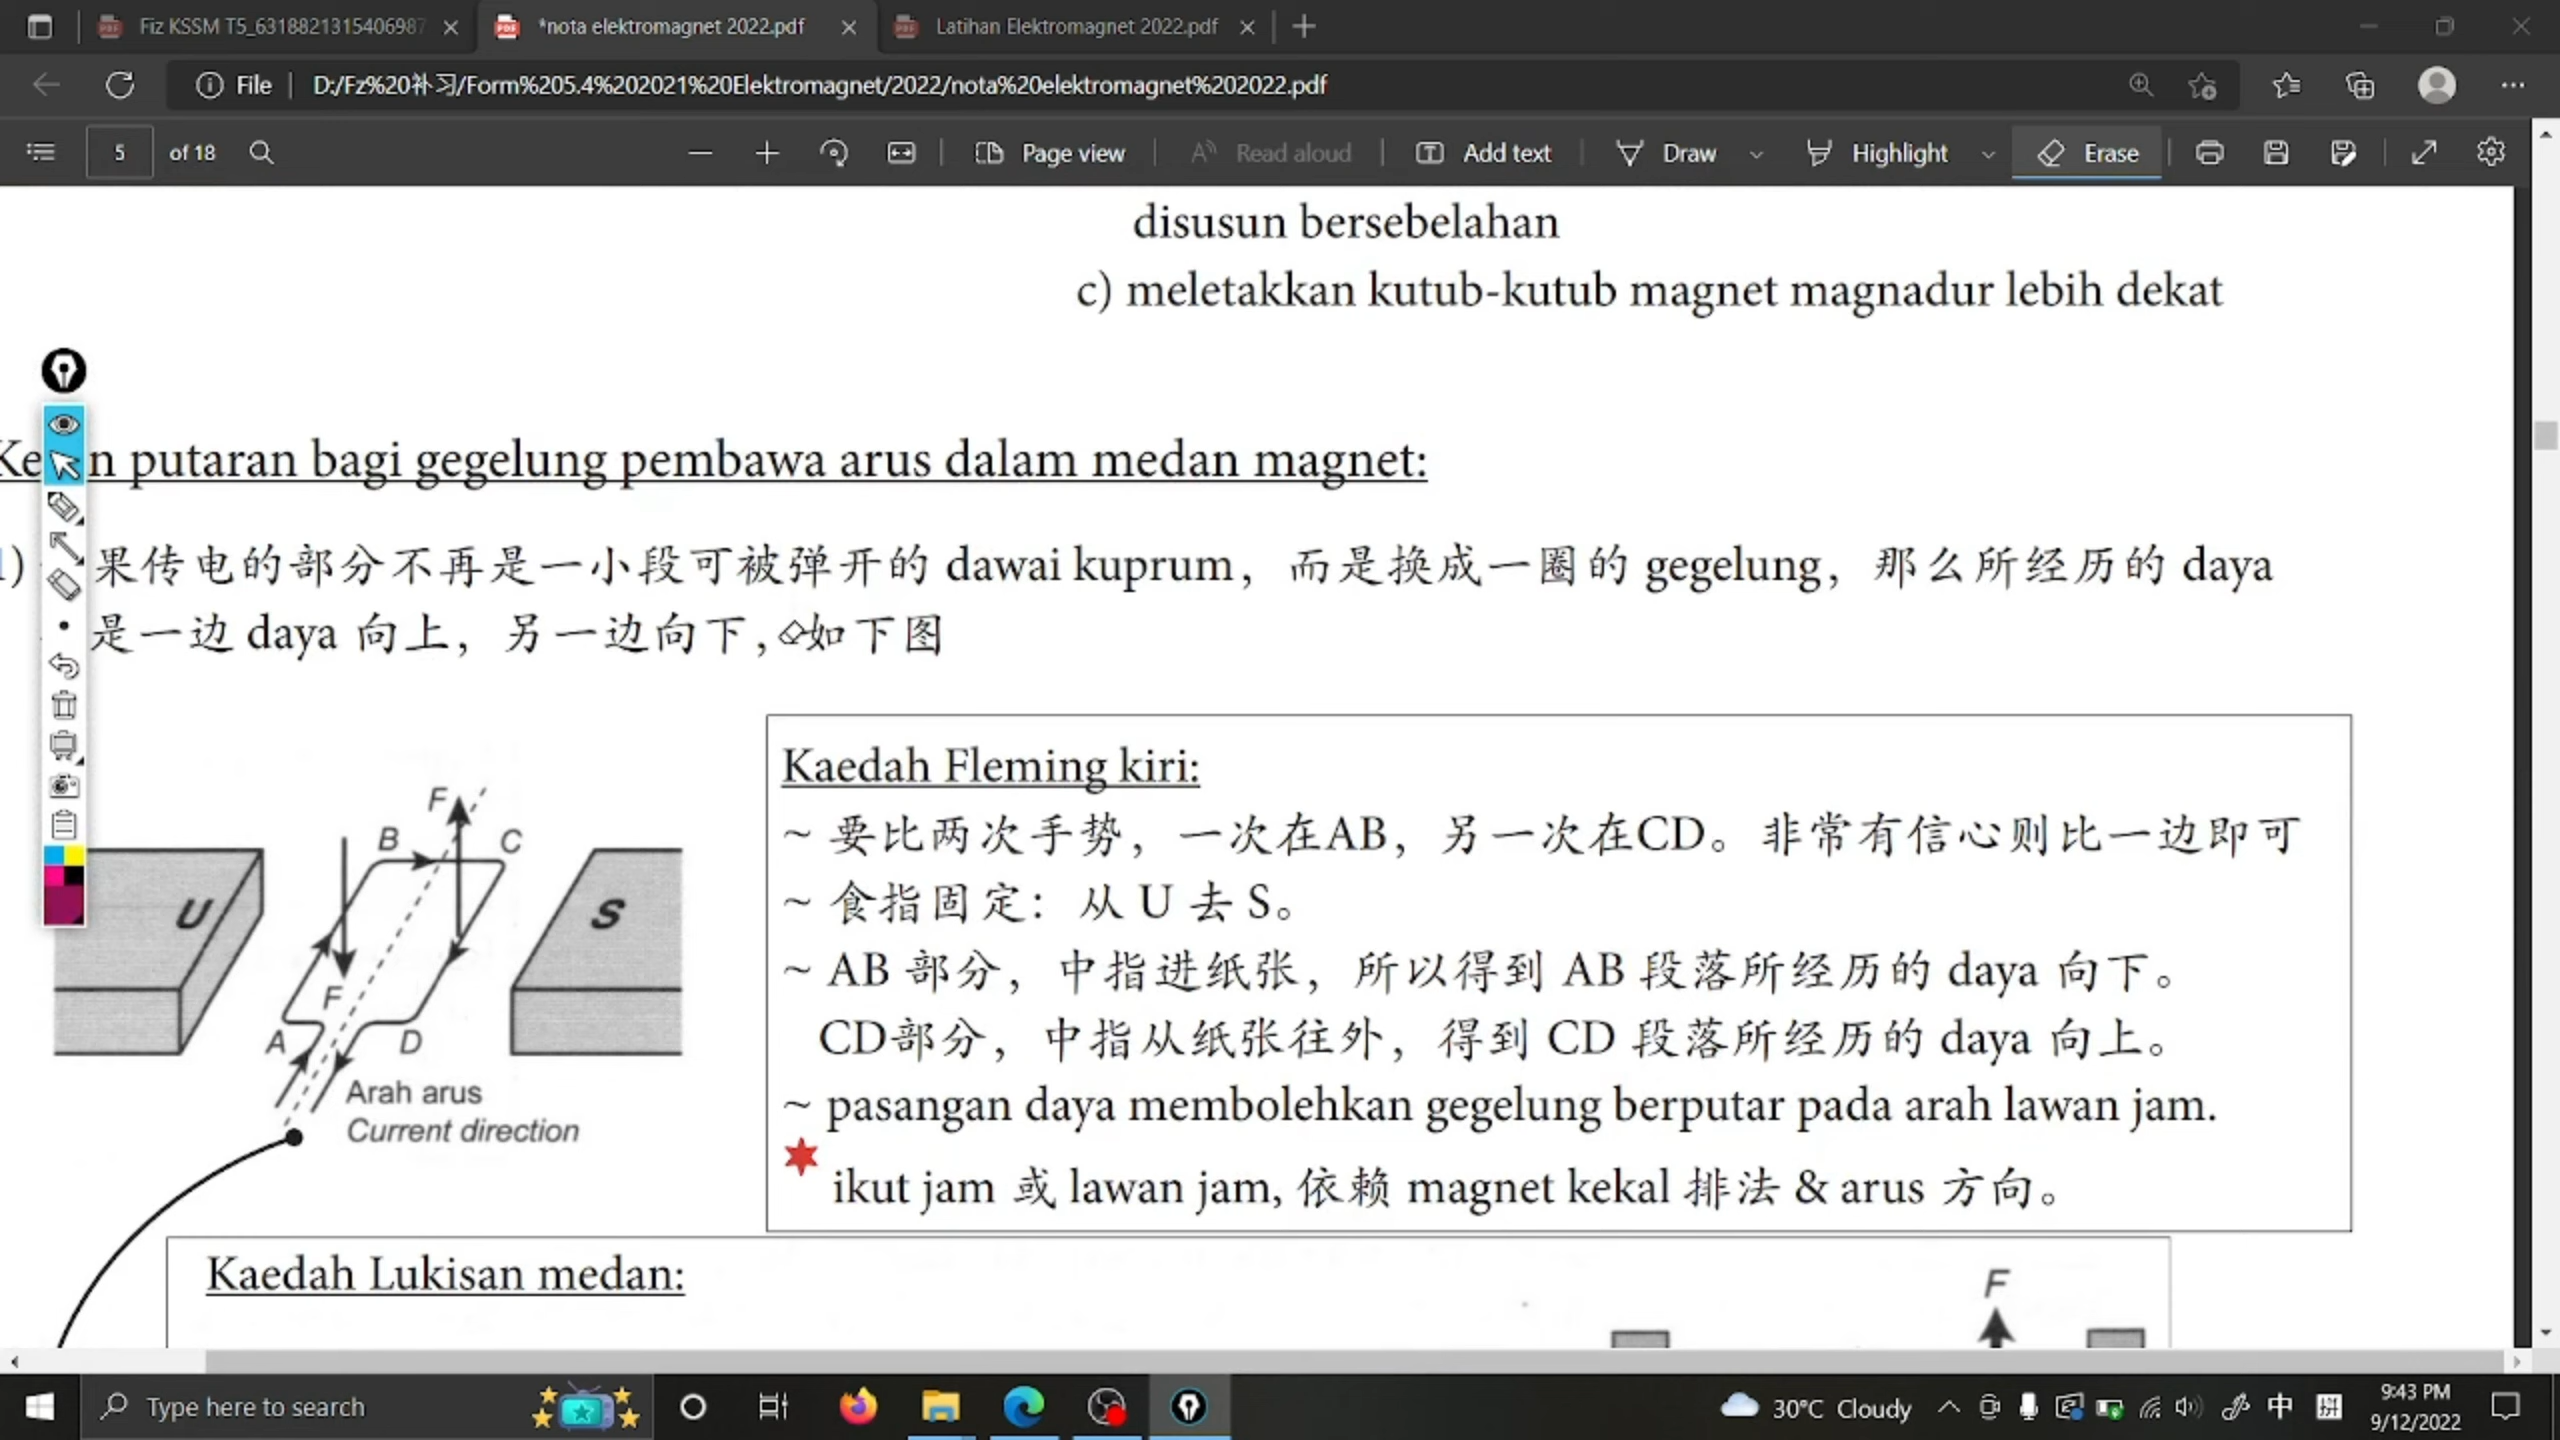 Fiz KSSM T5_6318821315406987
*nota elektromagnet 2022.pdf
Latihan Elektromagnet 2022.pdf
File
D:/Fz%20补习/Form%205.4%202021%20Elektromagnet/2022/nota%20elektromagnet%202022.pdf
5 of 18
Page view
Read aloud
Add text
Draw
Highlight
Erase
disusun bersebelahan
c) meletakkan kutub-kutub magnet magnadur lebih dekat
n putaran bagi gegelung pembawa arus dalam medan magnet:
果传电的部分不再是一小段可被弹开的 dawai kuprum，而是换成一圈的 gegelung，那么所经历的 daya
是一边 daya 向上，另一边向下，如下图
F
B
C
U
S
F
A
D
Arah arus
Current direction
Kaedah Fleming kiri:
~ 要比两次手势，一次在AB，另一次在CD。非常有信心则比一边即可
~ 食指固定：从 U 去 S。
~ AB 部分，中指进纸张，所以得到 AB 段落所经历的 daya 向下。
CD部分，中指从纸张往外，得到 CD 段落所经历的 daya 向上。
~ pasangan daya membolehkan gegelung berputar pada arah lawan jam.
ikut jam 或 lawan jam, 依赖 magnet kekal 排法 & arus 方向。
Kaedah Lukisan medan:
F
Type here to search
30°C Cloudy
中
拼
9:43 PM
9/12/2022